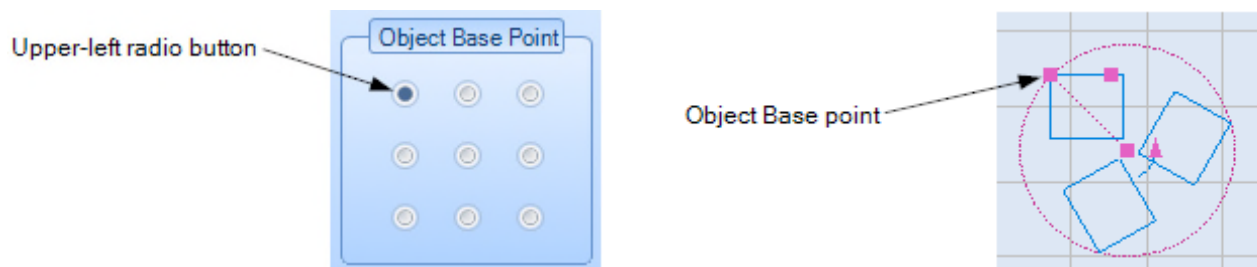 Object Base Point
Upper-left radio button
Object Base point